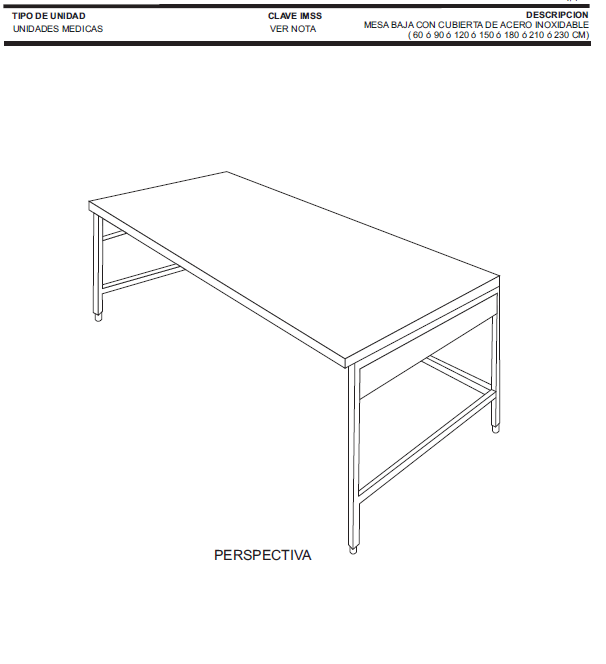 TIPO DE UNIDAD
UNIDADES MEDICAS
CLAVE IMSS
VER NOTA
DESCRIPCION
MESA BAJA CON CUBIERTA DE ACERO INOXIDABLE
( 60 ó 90 ó 120 ó 150 ó 180 ó 210 ó 230 CM)
PERSPECTIVA